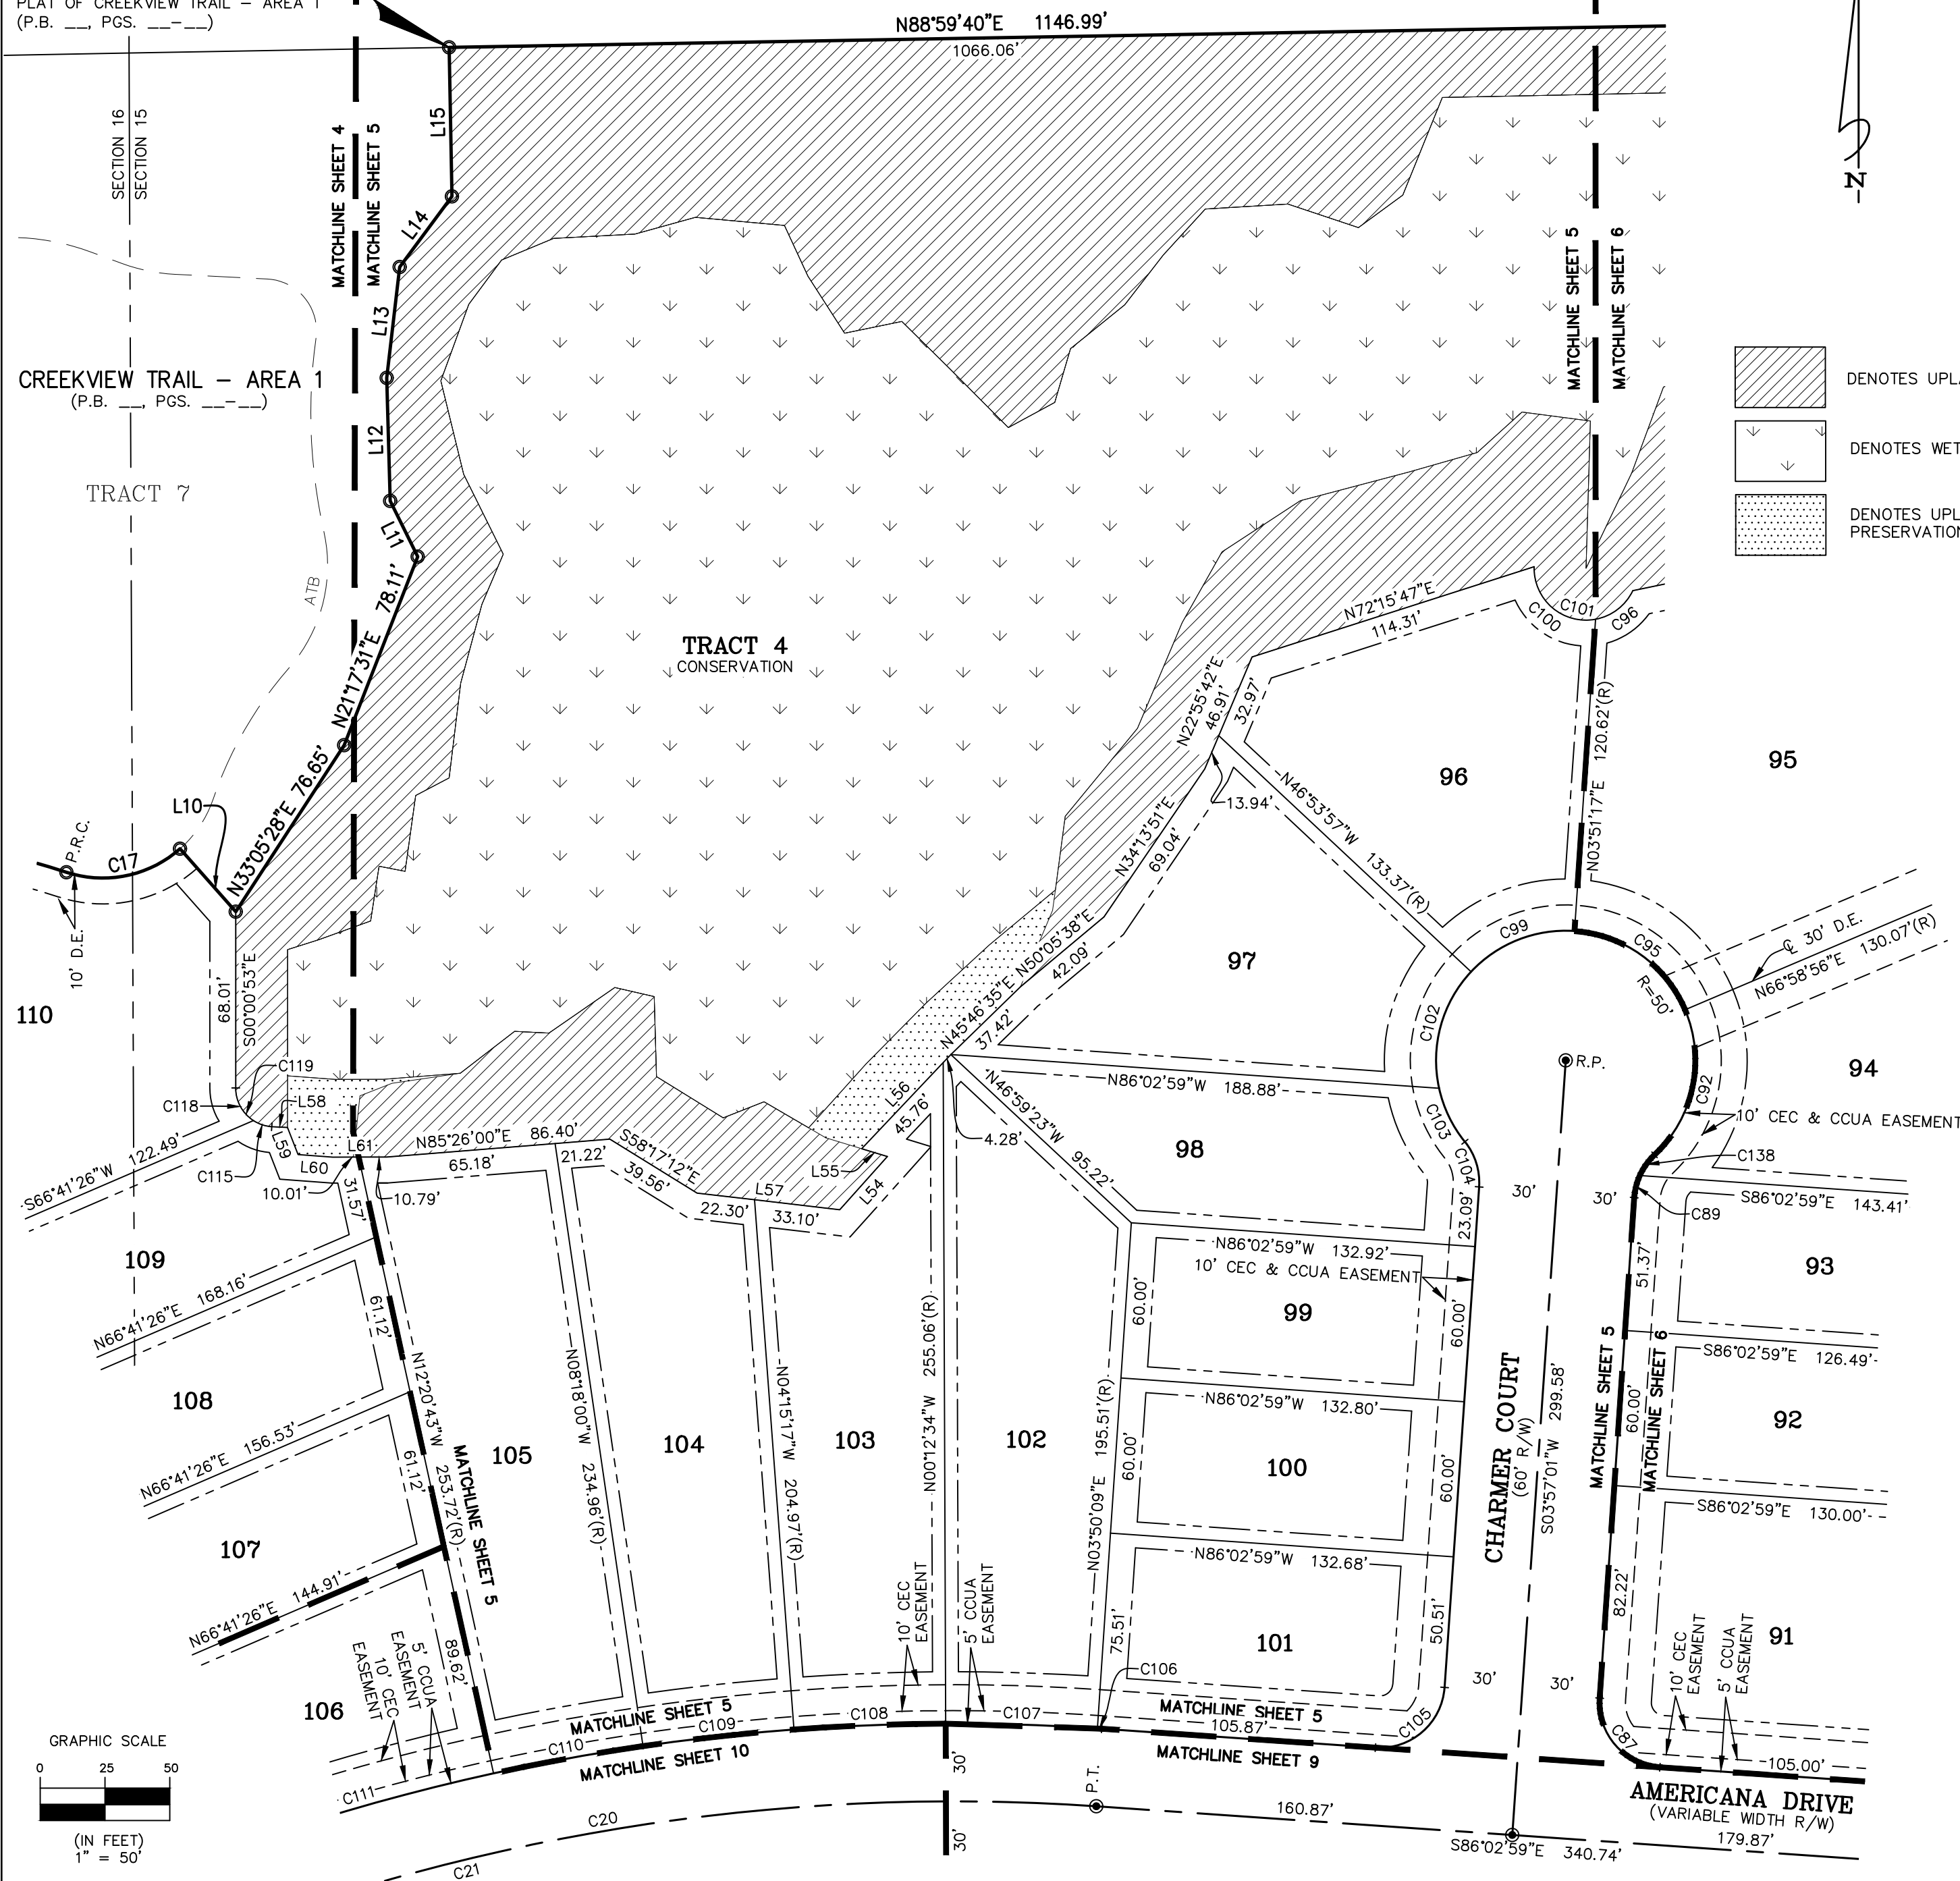 PLAT OF CREEKVIEW TRAIL – AREA 1
(P.B. __, PGS. __–__)
N88°59'40"E 1146.99'
1066.06'
SECTION 16
SECTION 15
MATCHLINE SHEET 4
MATCHLINE SHEET 5
L15
L14
L13
L12
L11
N
MATCHLINE SHEET 5
MATCHLINE SHEET 6
CREEKVIEW TRAIL – AREA 1
(P.B. __, PGS. __–__)
TRACT 7
ATB
DENOTES
DENOTES
DENOTES
PRESERVATION
N21°17'31"E 78.11'
N33°05'28"E 76.65'
TRACT 4
CONSERVATION
N72°15'47"E
114.31'
C100
C101
C96
N22°55'42"E
46.91'
32.97'
13.94'
N34°13'51"E
69.04'
N46°53'57"W 133.37'(R)
N03°51'17"E 120.62'(R)
96
95
L10
P.R.C.
C17
10' D.E.
110
68.01'
S00°00'53"E
C119
C118
L58
L59
C115
L60
L61
10.01'
10.79'
31.57'
S66°41'26"W 122.49'
N85°26'00"E 86.40'
65.18'
21.22'
S58°17'12"E
39.56'
22.30'
L57
33.10'
L55
L54
L56
45.76'
4.28'
N45°46'35"E
37.42'
N50°05'38"E
42.09'
97
C99
C95
R=50'
C102
R.P.
℄ 30' D.E.
N66°58'56"E 130.07'(R)
94
C92
10' CEC & CCUA EASEMENT
C138
C89
S86°02'59"E 143.41'
N86°02'59"W 188.88'
N46°59'23"W 95.22'
98
C103
C104
23.09'
30'
30'
51.37'
93
S86°02'59"E 126.49'
N86°02'59"W 132.92'
10' CEC & CCUA EASEMENT
99
60.00'
60.00'
N86°02'59"W 132.80'
100
60.00'
60.00'
N86°02'59"W 132.68'
101
75.51'
50.51'
CHARMER COURT
(60' R/W)
S03°57'01"W 299.58'
MATCHLINE SHEET 5
MATCHLINE SHEET 6
60.00'
92
S86°02'59"E 130.00'
82.22'
91
10' CEC
EASEMENT
5' CCUA
EASEMENT
109
N66°41'26"E 168.16'
108
N66°41'26"E 156.53'
107
N66°41'26"E 144.91'
106
61.12'
61.12'
89.62'
N12°20'43"W 253.72'(R)
MATCHLINE SHEET 5
105
N08°18'00"W 234.96'(R)
104
N04°15'17"W 204.97'(R)
103
N00°12'34"W 255.06'(R)
102
N03°50'09"E 195.51'(R)
10' CEC
EASEMENT
5' CCUA
EASEMENT
5' CCUA
EASEMENT
10' CEC
EASEMENT
C106
MATCHLINE SHEET 5
MATCHLINE SHEET 10
C111
C110
C109
C108
C107
MATCHLINE SHEET 5
105.87'
MATCHLINE SHEET 9
C105
30'
30'
C87
105.00'
AMERICANA DRIVE
(VARIABLE WIDTH R/W)
30'
30'
P.T.
C20
C21
160.87'
179.87'
S86°02'59"E 340.74'
GRAPHIC SCALE
0 25 50
(IN FEET)
1" = 50'